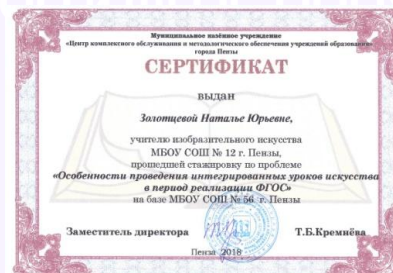 Муниципальное казённое учреждение
«Центр комплексного обслуживания и методологического обеспечения учреждений образования»
города Пензы
СЕРТИФИКАТ
выдан
Золотцевой Наталье Юрьевне,
учителю изобразительного искусства
МБОУ СОШ № 12 г. Пензы,
прошедшей стажировку по проблеме
«Особенности проведения интегрированных уроков искусства
в период реализации ФГОС»
на базе МБОУ СОШ № 56 г. Пензы
Заместитель директора Т.Б.Кремнёва
Пенза 2018